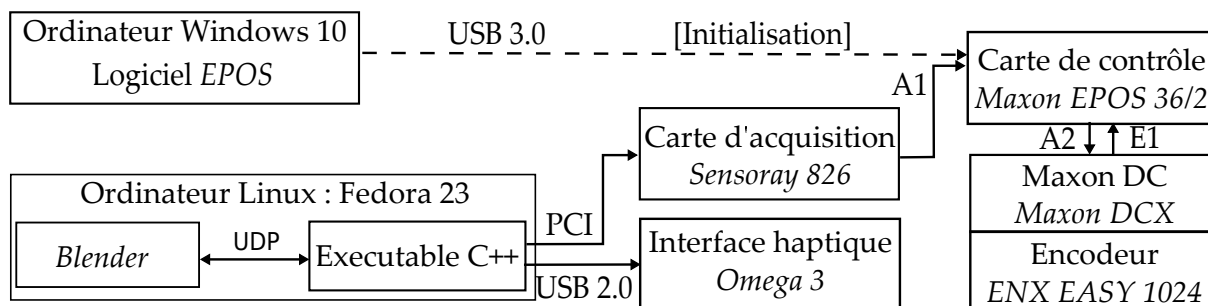 Ordinateur Windows 10
Logiciel EPOS
USB 3.0
[Initialisation]
Carte de contrôle
Maxon EPOS 36/2
A1
Carte d'acquisition
Sensoray 826
A2
E1
Maxon DC
Maxon DCX
Encodeur
ENX EASY 1024
Ordinateur Linux : Fedora 23
Blender
UDP
Executable C++
PCI
USB 2.0
Interface haptique
Omega 3